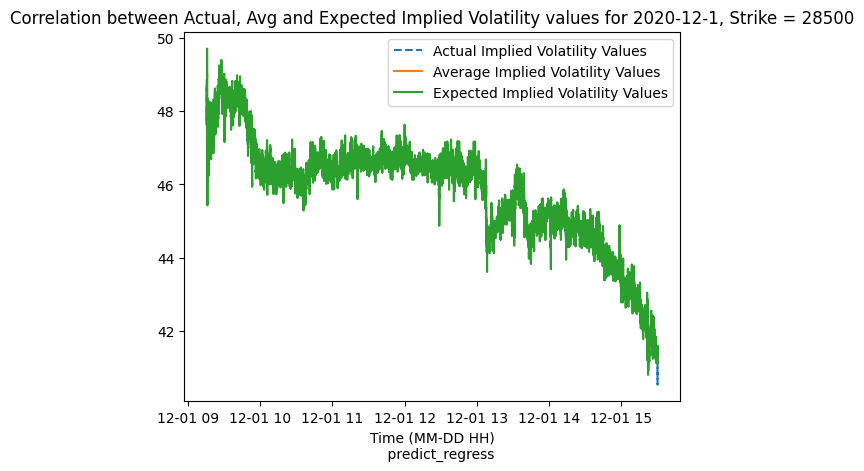 Correlation between Actual, Avg and Expected Implied Volatility values for 2020-12-1, Strike = 28500
50
48
46
44
42
Actual Implied Volatility Values
Average Implied Volatility Values
Expected Implied Volatility Values
12-01 09 12-01 10 12-01 11 12-01 12 12-01 13 12-01 14 12-01 15
Time (MM-DD HH)
predict_regress